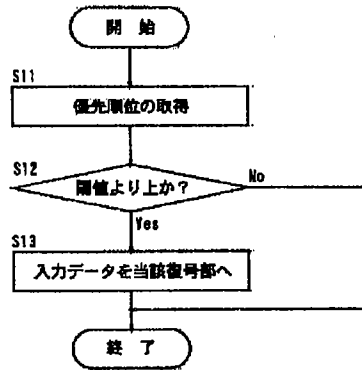 開 始
S11
優先順位の取得
S12
閾値より上か?
No
Yes
S13
入力データを当該復号部へ
終 了